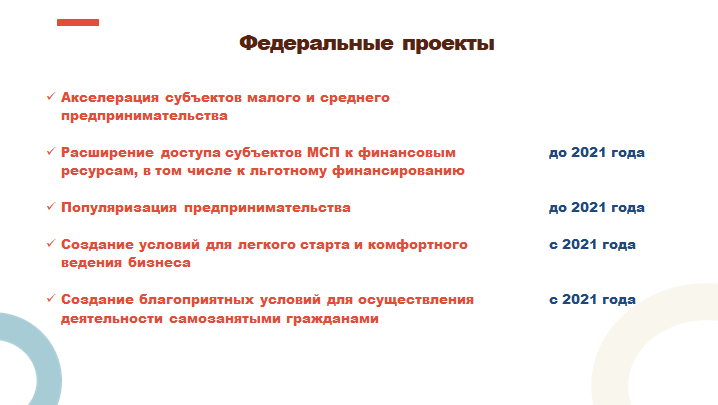 Федеральные проекты
✓ Акселерация субъектов малого и среднего
предпринимательства
✓ Расширение доступа субъектов МСП к финансовым до 2021 года
ресурсам, в том числе к льготному финансированию
✓ Популяризация предпринимательства до 2021 года
✓ Создание условий для легкого старта и комфортного с 2021 года
ведения бизнеса
✓ Создание благоприятных условий для осуществления с 2021 года
деятельности самозанятыми гражданами